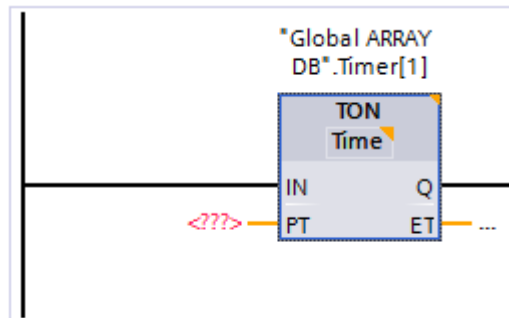 "Global ARRAY
DB".Timer[1]
TON
Time
IN Q
<???> PT ET ...